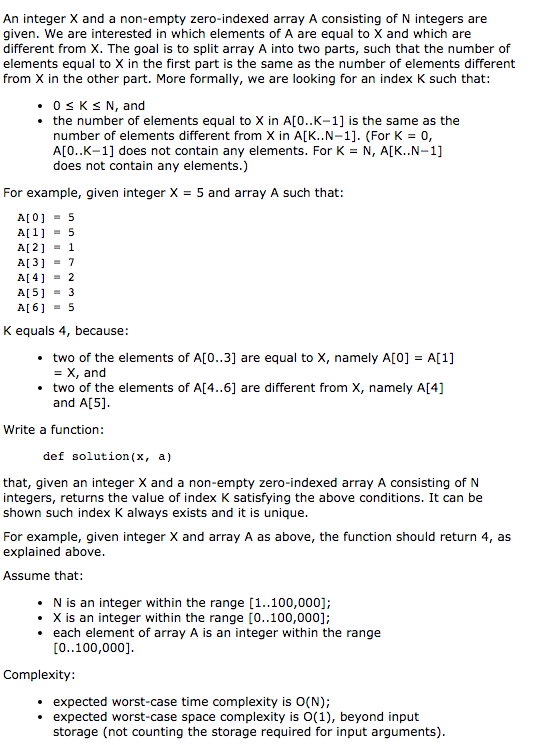 An integer X and a non-empty zero-indexed array A consisting of N integers are
given. We are interested in which elements of A are equal to X and which are
different from X. The goal is to split array A into two parts, such that the number of
elements equal to X in the first part is the same as the number of elements different
from X in the other part. More formally, we are looking for an index K such that:
• 0 ≤ K ≤ N, and
• the number of elements equal to X in A[0..K−1] is the same as the
number of elements different from X in A[K..N−1]. (For K = 0,
A[0..K−1] does not contain any elements. For K = N, A[K..N−1]
does not contain any elements.)
For example, given integer X = 5 and array A such that:
A[0] = 5
A[1] = 5
A[2] = 1
A[3] = 7
A[4] = 2
A[5] = 3
A[6] = 5
K equals 4, because:
• two of the elements of A[0..3] are equal to X, namely A[0] = A[1]
= X, and
• two of the elements of A[4..6] are different from X, namely A[4]
and A[5].
Write a function:
def solution(x, a)
that, given an integer X and a non-empty zero-indexed array A consisting of N
integers, returns the value of index K satisfying the above conditions. It can be
shown such index K always exists and it is unique.
For example, given integer X and array A as above, the function should return 4, as
explained above.
Assume that:
• N is an integer within the range [1..100,000];
• X is an integer within the range [0..100,000];
• each element of array A is an integer within the range
[0..100,000].
Complexity:
• expected worst-case time complexity is O(N);
• expected worst-case space complexity is O(1), beyond input
storage (not counting the storage required for input arguments).